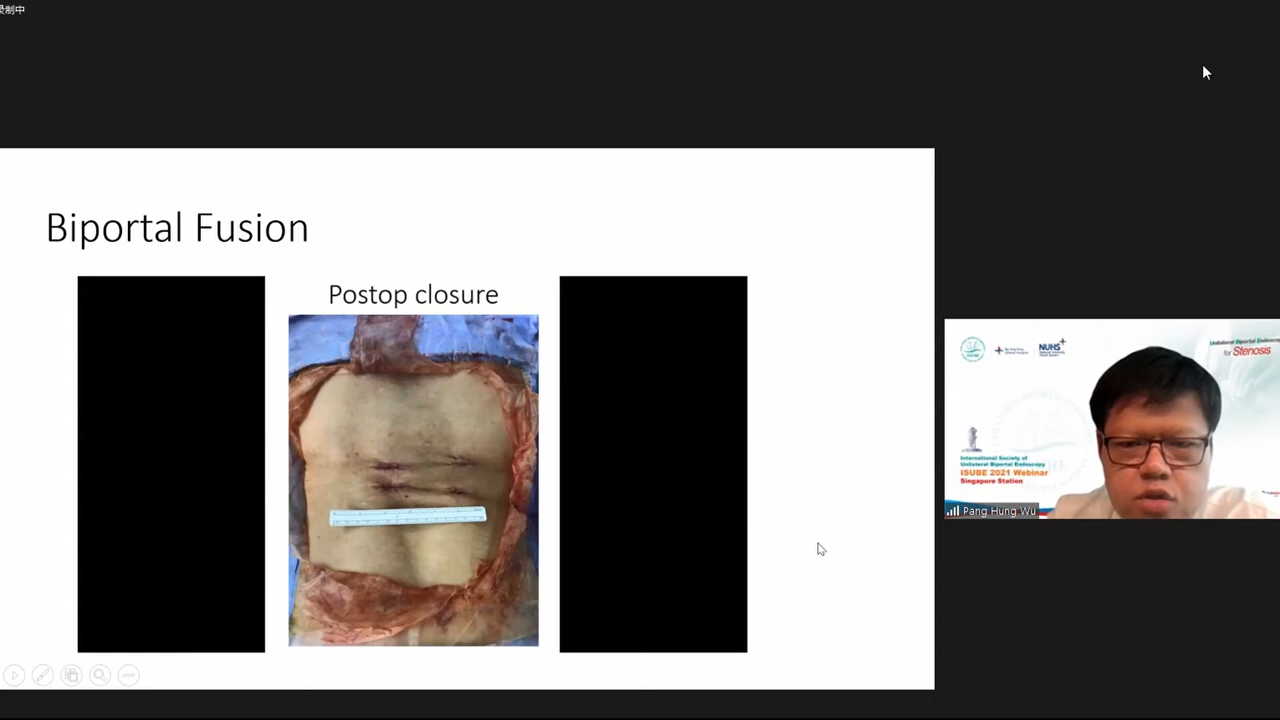 录制中
Biportal Fusion
Postop closure
NUHS
Unilateral Biportal Endoscopy
for Stenosis
International Society of
Unilateral Biportal Endoscopy
ISUBE 2021 Webinar
Singapore Station
Pang Hung Wu